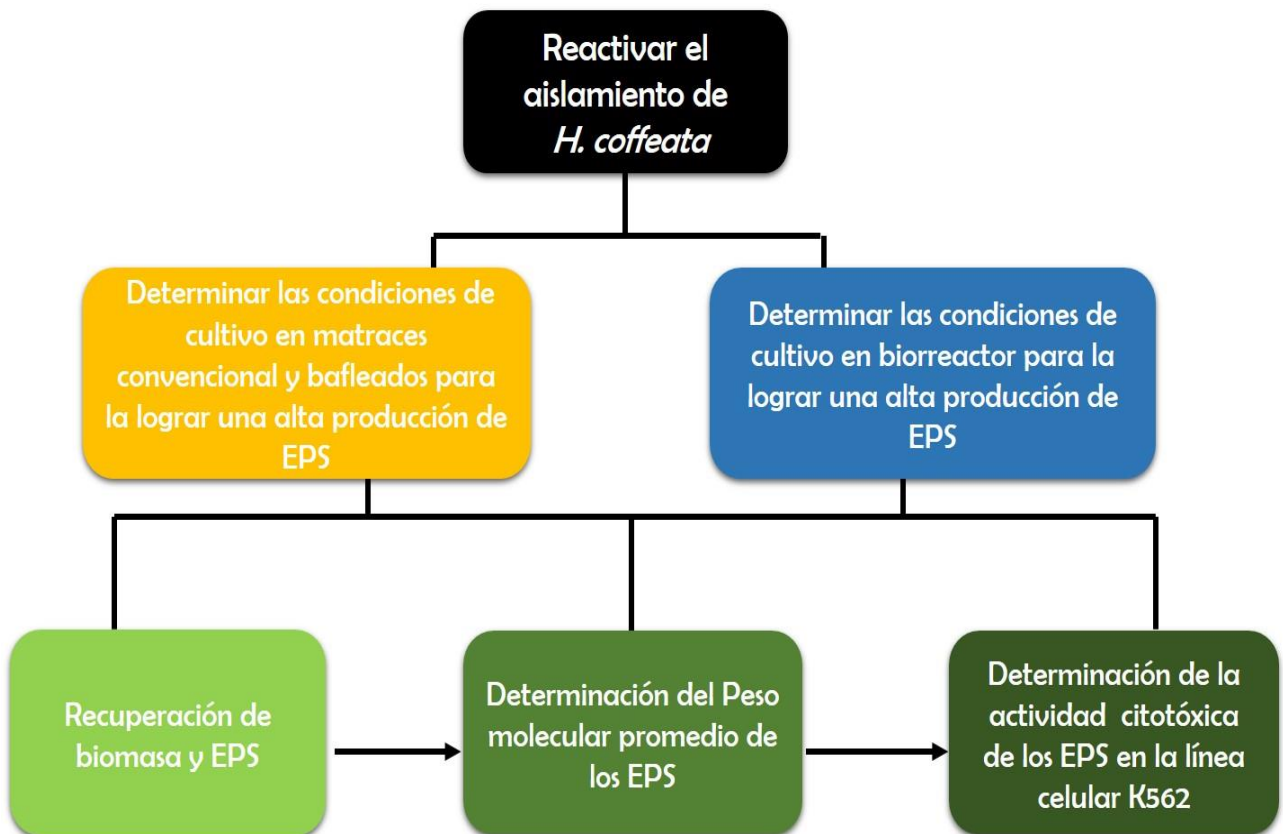 Reactivar el
aislamiento de
H. coffeata
Determinar las condiciones de
cultivo en matraces
convencional y bafleados para
la lograr una alta producción de
EPS
Determinar las condiciones de
cultivo en biorreactor para la
lograr una alta producción de
EPS
Recuperación de
biomasa y EPS
Determinación del Peso
molecular promedio de
los EPS
Determinación de la
actividad citotóxica
de los EPS en la línea
celular K562